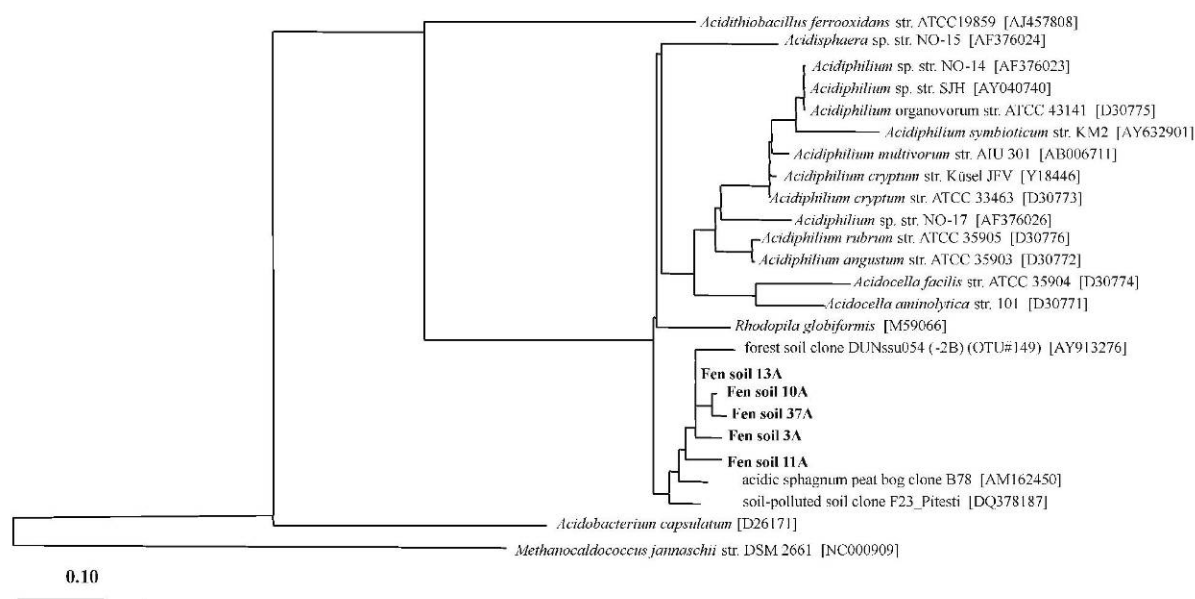 Acidithiobacillus ferrooxidans str. ATCC19859 [AJ457808]
Acidisphaera sp. str. NO-15 [AF376024]
Acidiphilium sp. str. NO-14 [AF376023]
Acidiphilium sp. str. SJH [AY040740]
Acidiphilium organovorum str. ATCC 43141 [D30775]
Acidiphilium symbioticum str. KM2 [AY632901]
Acidiphilium multivorum str. AIU 301 [AB006711]
Acidiphilium cryptum str. Küsel JFV [Y18446]
Acidiphilium cryptum str. ATCC 33463 [D30773]
Acidiphilium sp. str. NO-17 [AF376026]
Acidiphilium rubrum str. ATCC 35905 [D30776]
Acidiphilium angustum str. ATCC 35903 [D30772]
Acidocella facilis str. ATCC 35904 [D30774]
Acidocella aminolytica str. 101 [D30771]
Rhodopila globiformis [M59066]
forest soil clone DUNssu054 (-2B) (OTU#149) [AY913276]
Fen soil 13A
Fen soil 10A
Fen soil 37A
Fen soil 3A
Fen soil 11A
acidic sphagnum peat bog clone B78 [AM162450]
soil-polluted soil clone F23_Pitesti [DQ378187]
Acidobacterium capsulatum [D26171]
Methanocaldococcus jannaschii str. DSM 2661 [NC000909]
0.10